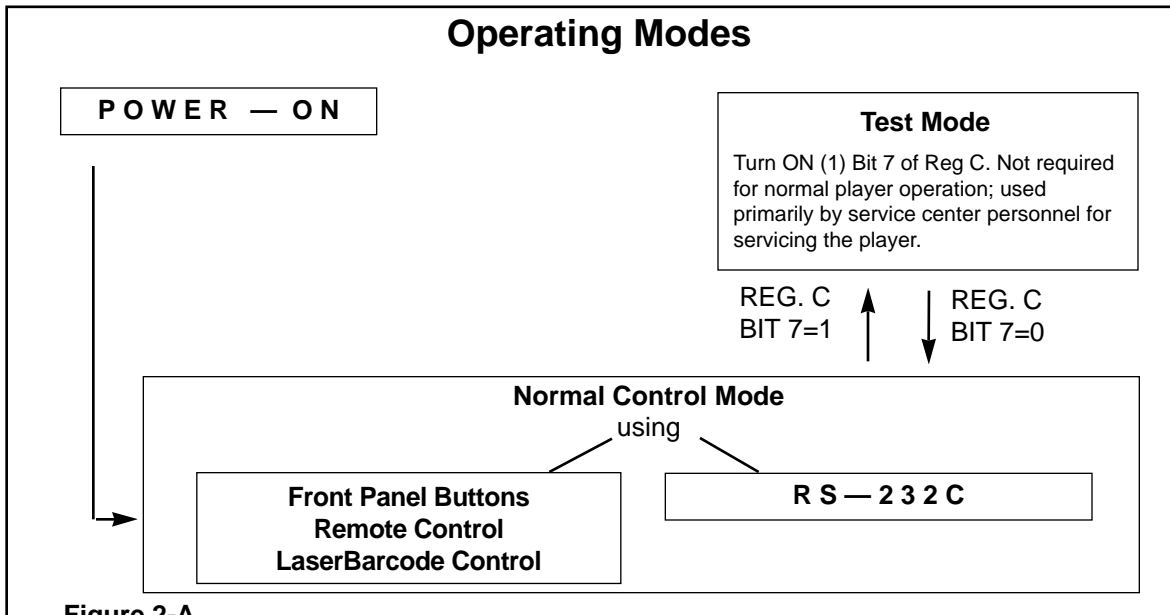 Operating Modes
POWER — ON
Test Mode
Turn ON (1) Bit 7 of Reg C. Not required
for normal player operation; used
primarily by service center personnel for
servicing the player.
REG. C
BIT 7=1
REG. C
BIT 7=0
Normal Control Mode
using
Front Panel Buttons
Remote Control
LaserBarcode Control
RS—232C
Figure 2-A